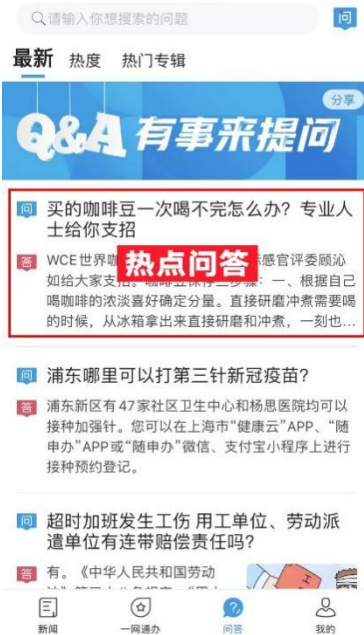 请输入你想搜索的问题
问
最新 热度 热门专辑
分享
Q&A 有事来提问
问 买的咖啡豆一次喝不完怎么办？专业人
士给你支招
答 WCE世界咖 感官评委顾沁
热点问答
如给大家支
喝咖啡的浓淡喜好确定分量。直接研磨冲煮需要喝
的时候，从冰箱拿出来直接研磨和冲煮，一刻也...
问 浦东哪里可以打第三针新冠疫苗？
答 浦东新区有47家社区卫生中心和杨思医院均可以
接种加强针。您可以在上海市“健康云”APP、“随
申办”APP或“随申办”微信、支付宝小程序上进行
接种预约登记。
问 超时加班发生工伤 用工单位、劳动派
遣单位有连带赔偿责任吗？
答 有。《中华人民共和国劳动
新闻 一网通办 问答 我的